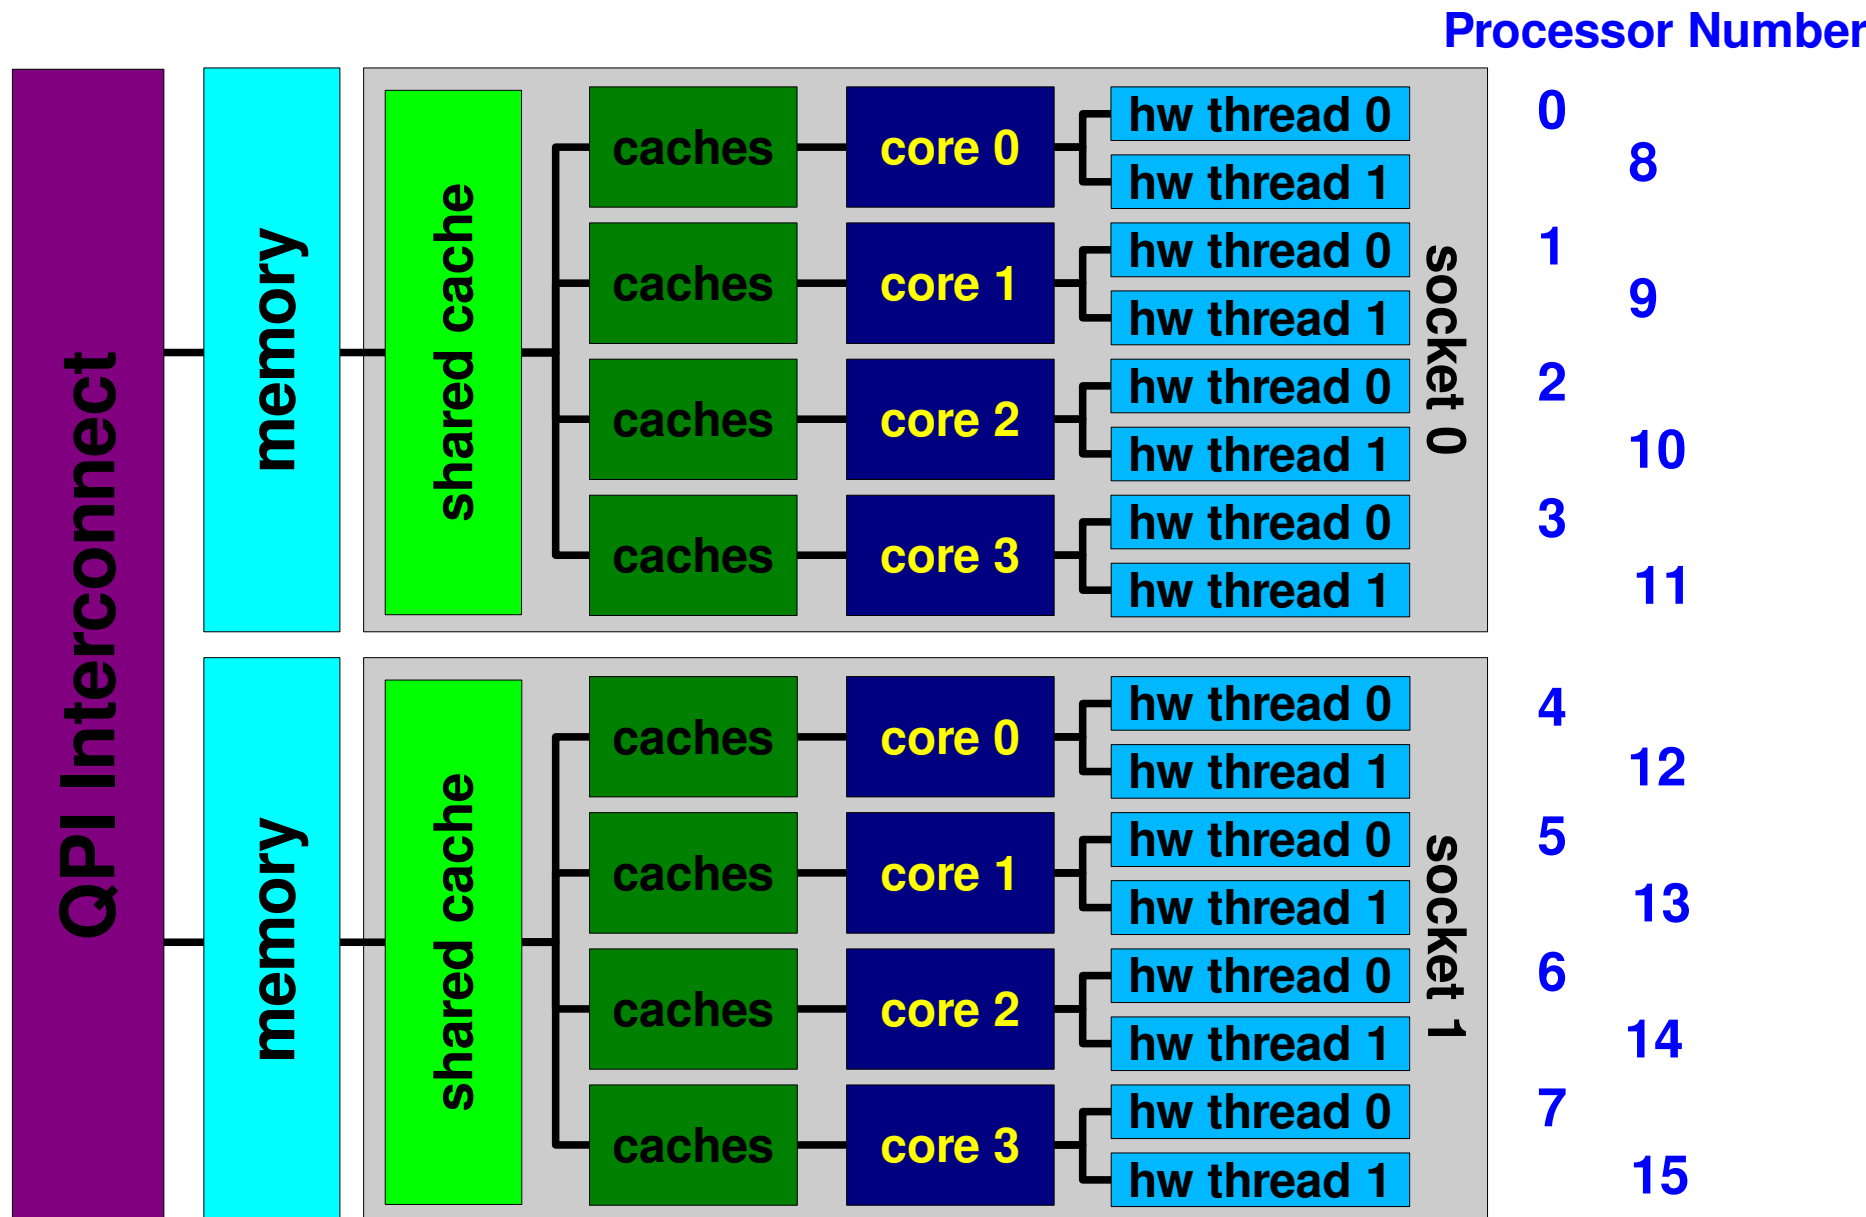 Processor Number
QPI Interconnect
memory
shared cache
caches
core 0
hw thread 0
0
hw thread 1
8
caches
core 1
hw thread 0
1
hw thread 1
9
caches
core 2
hw thread 0
2
hw thread 1
10
caches
core 3
hw thread 0
3
hw thread 1
11
socket 0
memory
shared cache
caches
core 0
hw thread 0
4
hw thread 1
12
caches
core 1
hw thread 0
5
hw thread 1
13
caches
core 2
hw thread 0
6
hw thread 1
14
caches
core 3
hw thread 0
7
hw thread 1
15
socket 1